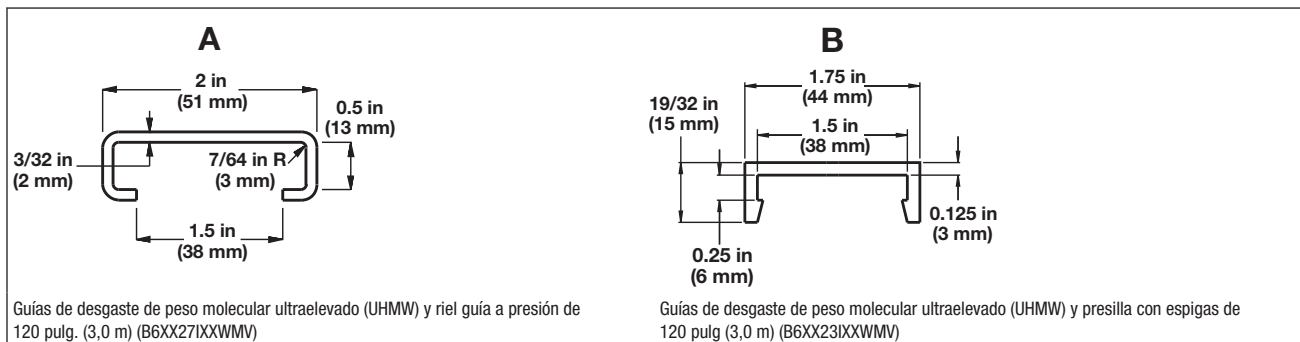 A
2 in
(51 mm)
0.5 in
(13 mm)
3/32 in
(2 mm)
7/64 in R
(3 mm)
1.5 in
(38 mm)
Guías de desgaste de peso molecular ultraelevado (UHMW) y riel guía a presión de
120 pulg. (3,0 m) (B6XX27IXXWMV)
B
1.75 in
(44 mm)
19/32 in
(15 mm)
1.5 in
(38 mm)
0.125 in
(3 mm)
0.25 in
(6 mm)
Guías de desgaste de peso molecular ultraelevado (UHMW) y presilla con espigas de
120 pulg (3,0 m) (B6XX23IXXWMV)